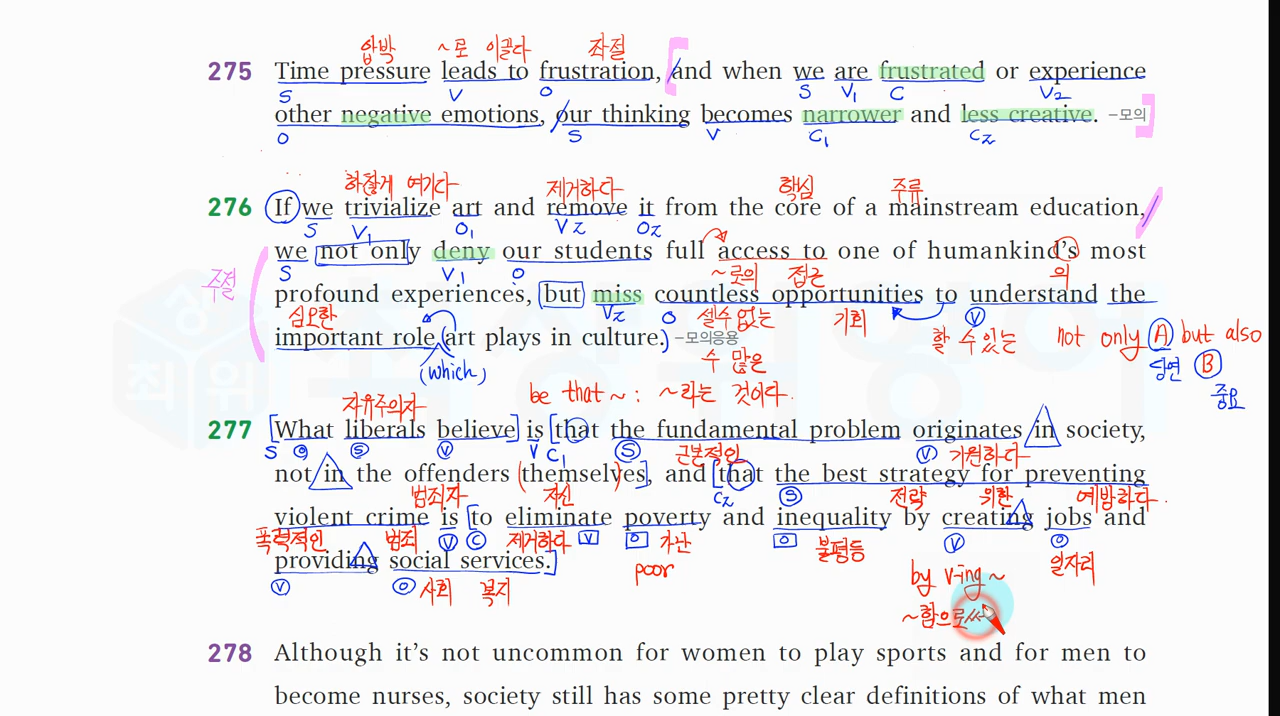 압박 ~로 이끌다 좌절
275 Time pressure leads to frustration, and when we are frustrated or experience
S V O S V1 C V2
other negative emotions, our thinking becomes narrower and less creative. -모의
O S V C1 C2
하찮게 여기다 제거하다 핵심 주류
276 If we trivialize art and remove it from the core of a mainstream education,
S V1 O1 V2 O2
we not only deny our students full access to one of humankind's most
주절 S V1 O ~로의 접근 의
profound experiences, but miss countless opportunities to understand the
심오한 V2 O 셀수 없는 기회 V
important role (art plays in culture.) -모의응용
할 수 있는 not only A but also
(which) 수 많은 당연 B
be that ~ : ~라는 것이다. 중요
자유주의자
277 [What liberals believe] is [that the fundamental problem originates in society,
S O S V V C1 S 근본적인 V 기원하다
not in the offenders (themselves], and [that the best strategy for preventing
범죄자 자신 C2 S 전략 위한 예방하다
violent crime is [to eliminate poverty and inequality by creating jobs and
폭력적인 범죄 V C 제거하다 V O 가난 O 불평등 V O
providing social services.]
poor by v-ing ~ 일자리
V O 사회 복지
~함으로써
278 Although it's not uncommon for women to play sports and for men to
become nurses, society still has some pretty clear definitions of what men